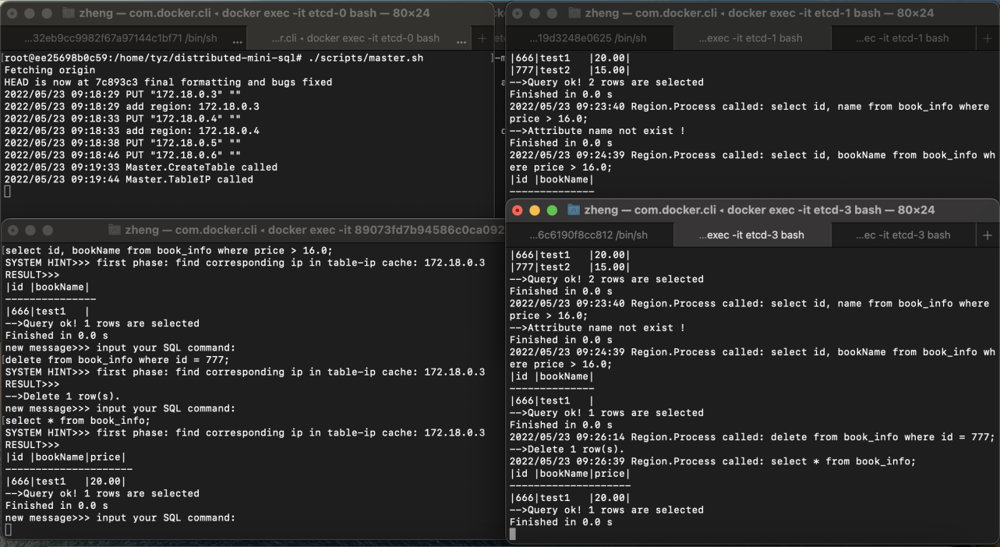 zheng — com.docker.cli ◂ docker exec -it etcd-0 bash — 80×24
...32eb9cc9982f67a97144c1bf71 /bin/sh ... ...r.cli ◂ docker exec -it etcd-0 bash ... +
[root@ee25698b0c59:/home/tyz/distributed-mini-sql# ./scripts/master.sh ]
Fetching origin
HEAD is now at 7c893c3 final formatting and bugs fixed
2022/05/23 09:18:29 PUT "172.18.0.3" ""
2022/05/23 09:18:29 add region: 172.18.0.3
2022/05/23 09:18:33 PUT "172.18.0.4" ""
2022/05/23 09:18:33 add region: 172.18.0.4
2022/05/23 09:18:38 PUT "172.18.0.5" ""
2022/05/23 09:18:46 PUT "172.18.0.6" ""
2022/05/23 09:19:33 Master.CreateTable called
2022/05/23 09:19:44 Master.TableIP called
zheng — com.docker.cli ◂ docker exec -it etcd-1 bash — 80×24
...19d3248e0625 /bin/sh ...exec -it etcd-1 bash ...ec -it etcd-1 bash +
|666|test1   |20.00|
|777|test2   |15.00|
-->Query ok! 2 rows are selected
Finished in 0.0 s
2022/05/23 09:23:40 Region.Process called: select id, name from book_info where
price > 16.0;
-->Attribute name not exist !
Finished in 0.0 s
2022/05/23 09:24:39 Region.Process called: select id, bookName from book_info wh
ere price > 16.0;
|id |bookName|
--------------
zheng — com.docker.cli ◂ docker exec -it 89073fd7b94586c0ca092
[select id, bookName from book_info where price > 16.0;
SYSTEM HINT>>> first phase: find corresponding ip in table-ip cache: 172.18.0.3
RESULT>>>
|id |bookName|
---------------
|666|test1   |
-->Query ok! 1 rows are selected
Finished in 0.0 s
new message>>> input your SQL command:
[delete from book_info where id = 777;
SYSTEM HINT>>> first phase: find corresponding ip in table-ip cache: 172.18.0.3
RESULT>>>
-->Delete 1 row(s).
new message>>> input your SQL command:
[select * from book_info;
SYSTEM HINT>>> first phase: find corresponding ip in table-ip cache: 172.18.0.3
RESULT>>>
|id |bookName|price|
---------------------
|666|test1   |20.00|
-->Query ok! 1 rows are selected
Finished in 0.0 s
new message>>> input your SQL command:
zheng — com.docker.cli ◂ docker exec -it etcd-3 bash — 80×24
...6c6190f8cc812 /bin/sh ...exec -it etcd-3 bash ...ec -it etcd-3 bash +
|666|test1   |20.00|
|777|test2   |15.00|
-->Query ok! 2 rows are selected
Finished in 0.0 s
2022/05/23 09:23:40 Region.Process called: select id, name from book_info where
price > 16.0;
-->Attribute name not exist !
Finished in 0.0 s
2022/05/23 09:24:39 Region.Process called: select id, bookName from book_info wh
ere price > 16.0;
|id |bookName|
--------------
|666|test1   |
-->Query ok! 1 rows are selected
Finished in 0.0 s
2022/05/23 09:26:14 Region.Process called: delete from book_info where id = 777;
-->Delete 1 row(s).
2022/05/23 09:26:39 Region.Process called: select * from book_info;
|id |bookName|price|
--------------------
|666|test1   |20.00|
-->Query ok! 1 rows are selected
Finished in 0.0 s